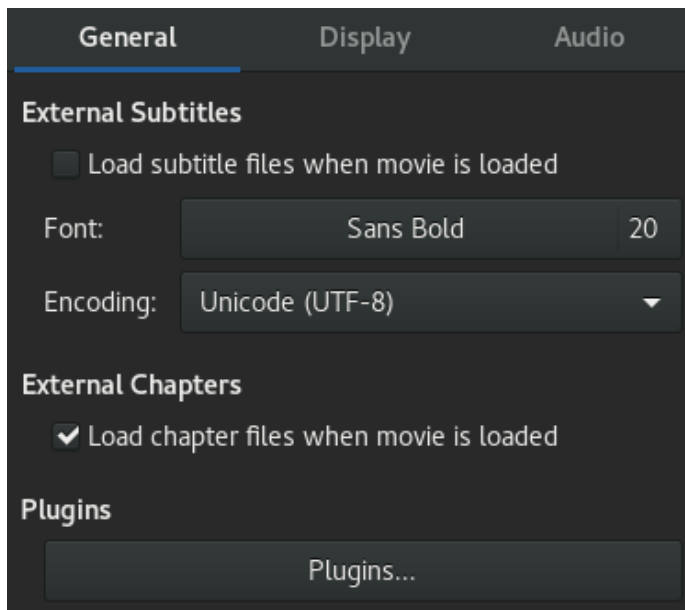 General Display Audio
External Subtitles
Load subtitle files when movie is loaded
Font: Sans Bold 20
Encoding: Unicode (UTF-8)
External Chapters
Load chapter files when movie is loaded
Plugins
Plugins...